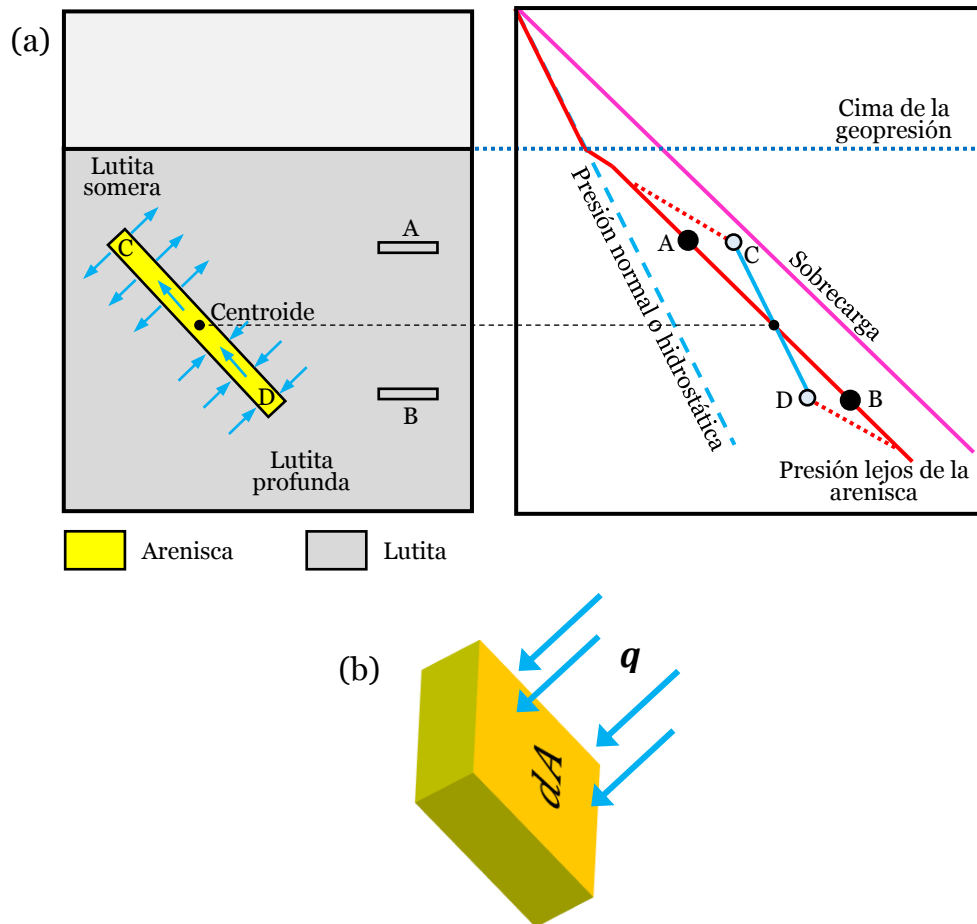 (a)
Lutita
somera
C
Centroide
D
Lutita
profunda
A
B
Cima de la
geopresión
Presión normal o hidrostática
A
C
Sobrecarga
D
B
Presión lejos de la
arenisca
Arenisca
Lutita
(b)
q
dA